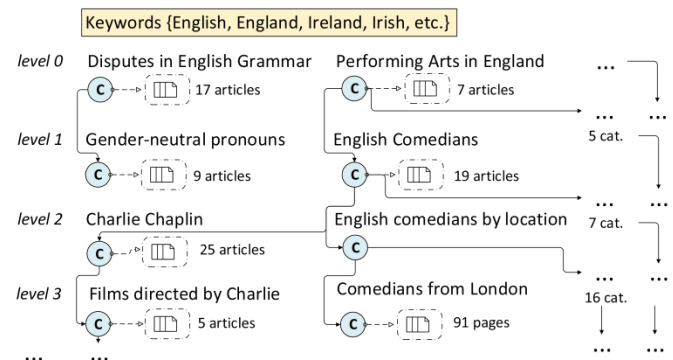 Keywords {English, England, Ireland, Irish, etc.}
level 0 Disputes in English Grammar Performing Arts in England ...
C 17 articles C 7 articles
... ...
5 cat.
level 1 Gender-neutral pronouns English Comedians
C 9 articles C 19 articles
... ...
7 cat.
level 2 Charlie Chaplin English comedians by location
C 25 articles C
... ...
16 cat.
level 3 Films directed by Charlie Comedians from London
C 5 articles C 91 pages
... ... ... ...